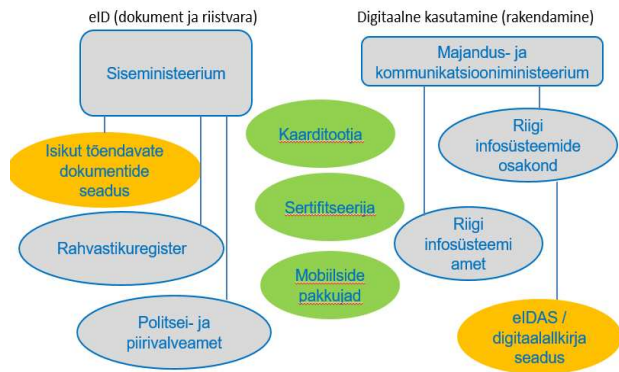 eID (dokument ja riistvara)
Siseministeerium
Isikut tõendavate
dokumentide
seadus
Rahvastikuregister
Politsei- ja
piirivalveamet
Kaarditootja
Sertifitseerija
Mobiilside
pakkujad
Digitaalne kasutamine (rakendamine)
Majandus- ja
kommunikatsiooniministeerium
Riigi
infosüsteemide
osakond
Riigi
infosüsteemi
amet
eIDAS /
digitaalallkirja
seadus